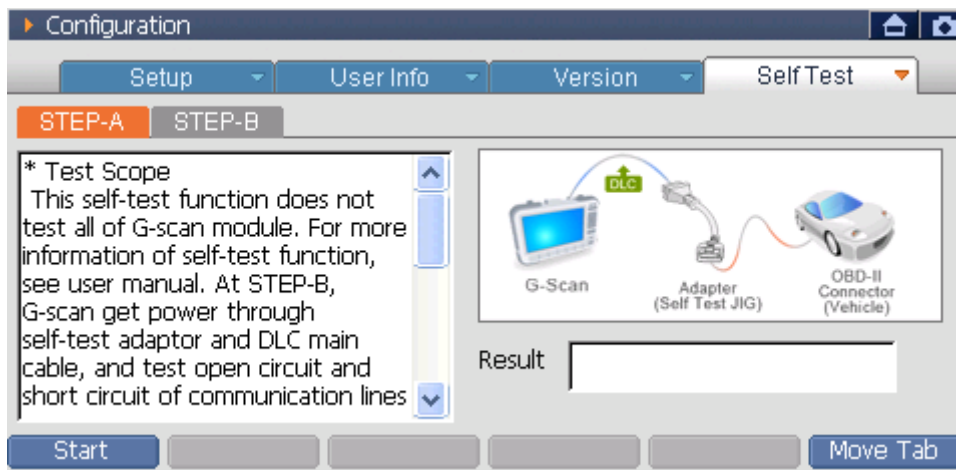 Configuration
Setup
User Info
Version
Self Test
STEP-A
STEP-B
* Test Scope
This self-test function does not
test all of G-scan module. For more
information of self-test function,
see user manual. At STEP-B,
G-scan get power through
self-test adaptor and DLC main
cable, and test open circuit and
short circuit of communication lines
DLC
G-Scan
Adapter
(Self Test JIG)
OBD-II
Connector
(Vehicle)
Result
Start
Move Tab